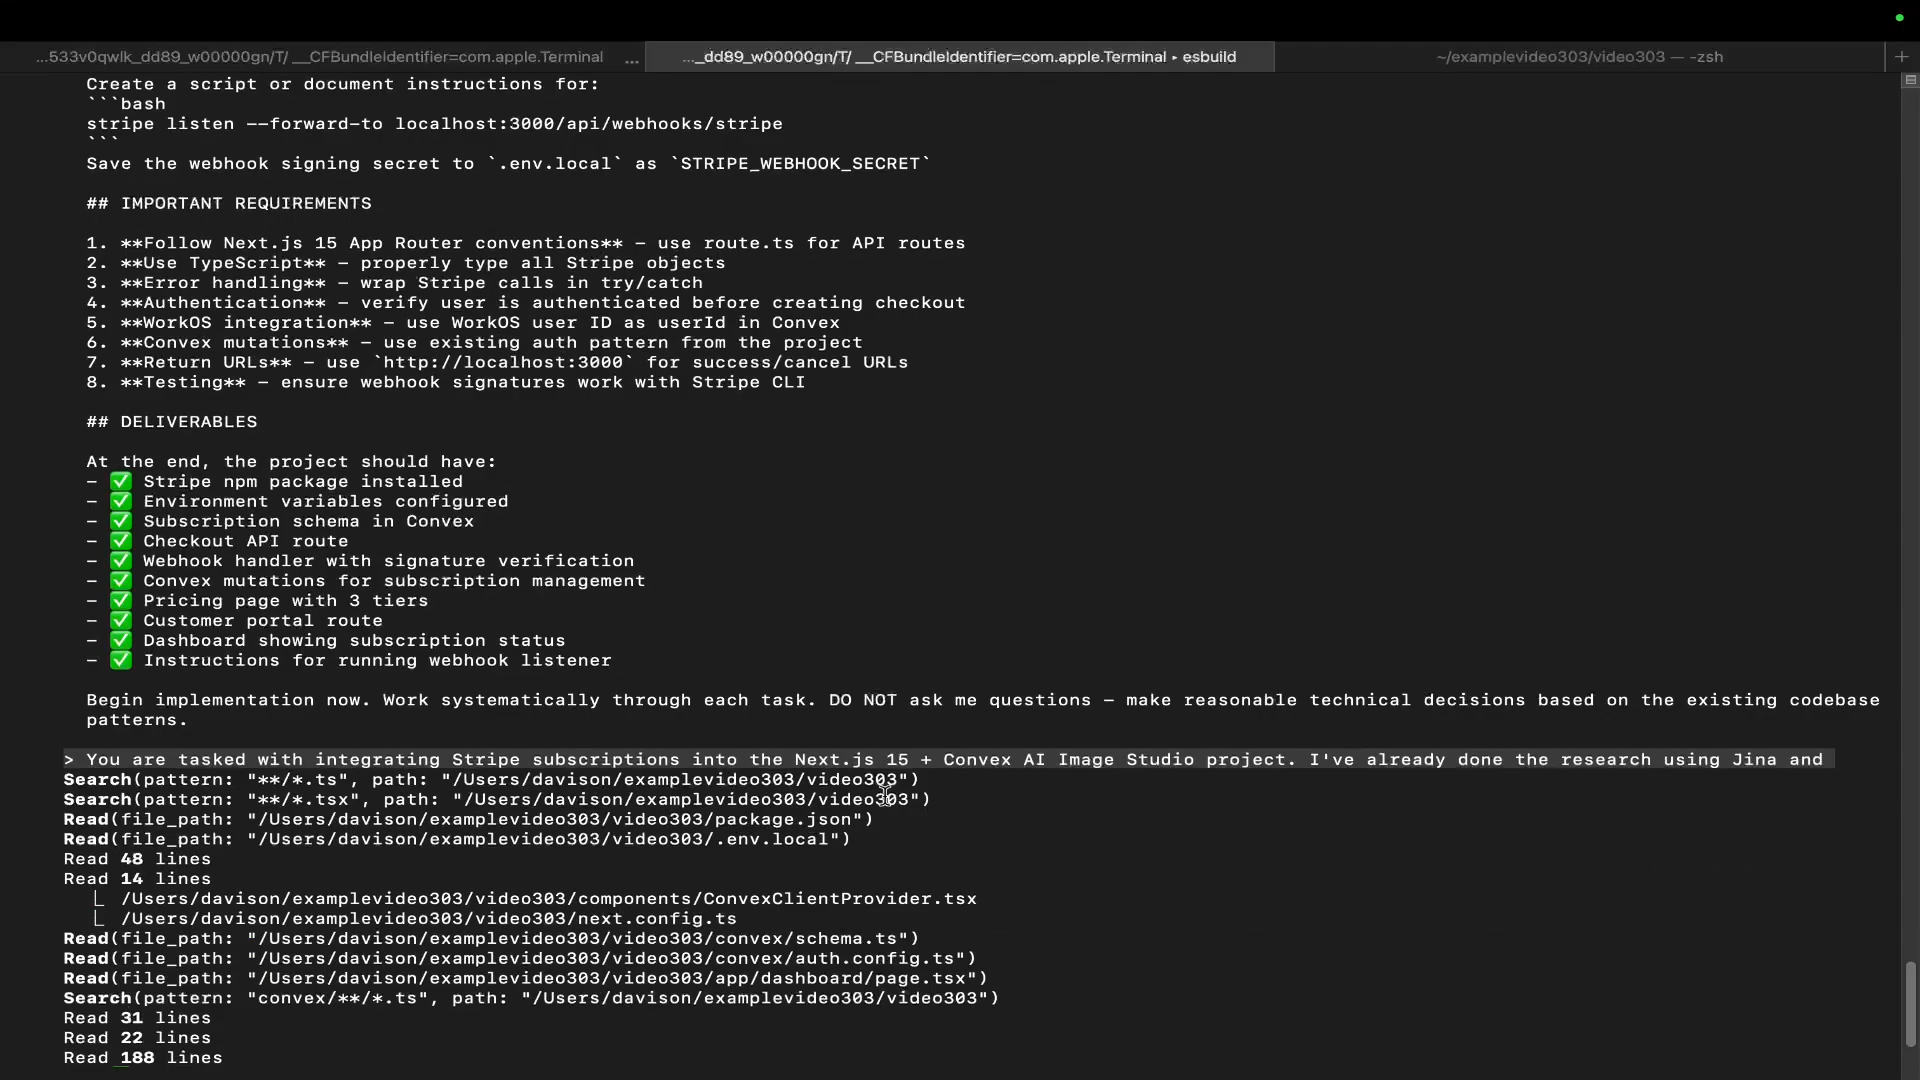 ...533v0qwlk_dd89_w00000gn/T/ __CFBundleIdentifier=com.apple.Terminal ...
..._dd89_w00000gn/T/ __CFBundleIdentifier=com.apple.Terminal ▸ esbuild
~/examplevideo303/video303 — -zsh
Create a script or document instructions for:
```bash
stripe listen --forward-to localhost:3000/api/webhooks/stripe
```
Save the webhook signing secret to `.env.local` as `STRIPE_WEBHOOK_SECRET`
## IMPORTANT REQUIREMENTS
1. **Follow Next.js 15 App Router conventions** – use route.ts for API routes
2. **Use TypeScript** – properly type all Stripe objects
3. **Error handling** – wrap Stripe calls in try/catch
4. **Authentication** – verify user is authenticated before creating checkout
5. **WorkOS integration** – use WorkOS user ID as userId in Convex
6. **Convex mutations** – use existing auth pattern from the project
7. **Return URLs** – use `http://localhost:3000` for success/cancel URLs
8. **Testing** – ensure webhook signatures work with Stripe CLI
## DELIVERABLES
At the end, the project should have:
– ✅ Stripe npm package installed
– ✅ Environment variables configured
– ✅ Subscription schema in Convex
– ✅ Checkout API route
– ✅ Webhook handler with signature verification
– ✅ Convex mutations for subscription management
– ✅ Pricing page with 3 tiers
– ✅ Customer portal route
– ✅ Dashboard showing subscription status
– ✅ Instructions for running webhook listener
Begin implementation now. Work systematically through each task. DO NOT ask me questions – make reasonable technical decisions based on the existing codebase
patterns.
> You are tasked with integrating Stripe subscriptions into the Next.js 15 + Convex AI Image Studio project. I've already done the research using Jina and
Search(pattern: "**/*.ts", path: "/Users/davison/examplevideo303/video303")
Search(pattern: "**/*.tsx", path: "/Users/davison/examplevideo303/video303")
Read(file_path: "/Users/davison/examplevideo303/video303/package.json")
Read(file_path: "/Users/davison/examplevideo303/video303/.env.local")
Read 48 lines
Read 14 lines
⎿ /Users/davison/examplevideo303/video303/components/ConvexClientProvider.tsx
⎿ /Users/davison/examplevideo303/video303/next.config.ts
Read(file_path: "/Users/davison/examplevideo303/video303/convex/schema.ts")
Read(file_path: "/Users/davison/examplevideo303/video303/convex/auth.config.ts")
Read(file_path: "/Users/davison/examplevideo303/video303/app/dashboard/page.tsx")
Search(pattern: "convex/**/*.ts", path: "/Users/davison/examplevideo303/video303")
Read 31 lines
Read 22 lines
Read 188 lines